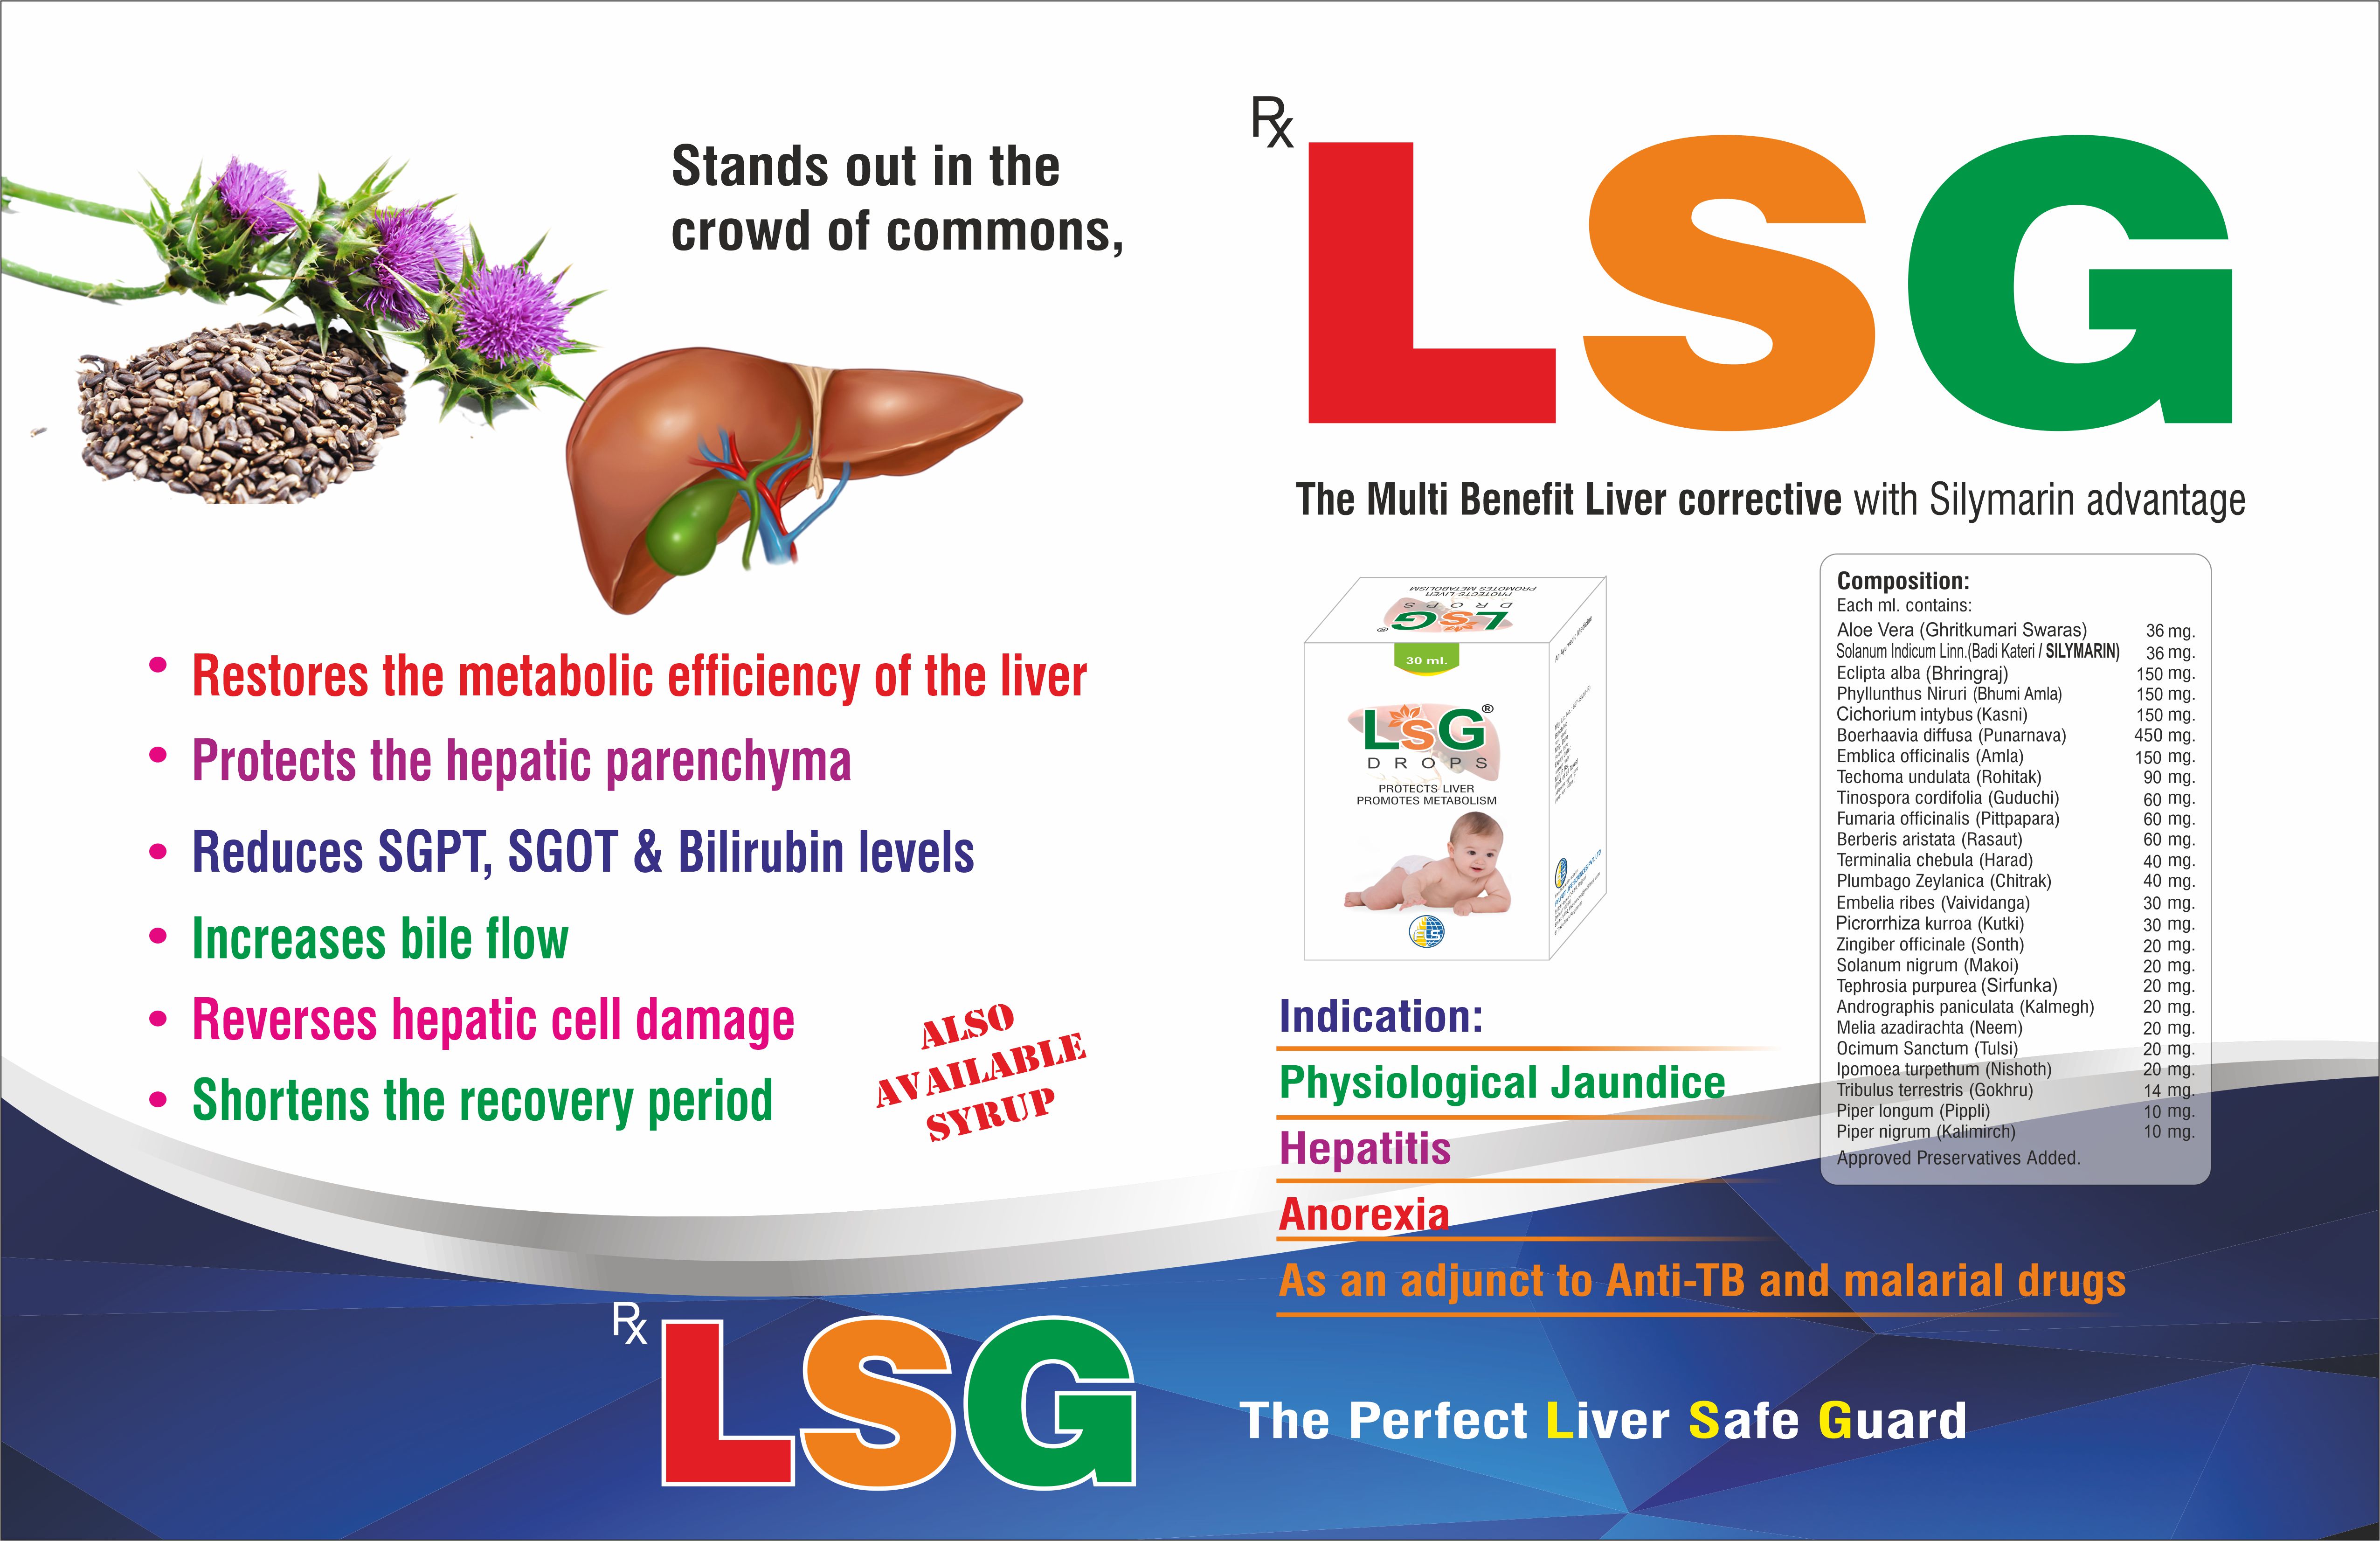 Stands out in the
crowd of commons,
• Restores the metabolic efficiency of the liver
• Protects the hepatic parenchyma
• Reduces SGPT, SGOT & Bilirubin levels
• Increases bile flow
• Reverses hepatic cell damage
• Shortens the recovery period
ALSO
AVAILABLE
SYRUP
Rx
LSG
Rx
LSG
The Multi Benefit Liver corrective with Silymarin advantage
PROMOTES METABOLISM
PROTECTS LIVER
DROPS
LSG®
An Ayurvedic Medicine
30 ml.
LSG®
DROPS
PROTECTS LIVER
PROMOTES METABOLISM
Composition:
Each ml. contains:
Aloe Vera (Ghritkumari Swaras) 36 mg.
Solanum Indicum Linn.(Badi Kateri / SILYMARIN) 36 mg.
Eclipta alba (Bhringraj) 150 mg.
Phyllunthus Niruri (Bhumi Amla) 150 mg.
Cichorium intybus (Kasni) 150 mg.
Boerhaavia diffusa (Punarnava) 450 mg.
Emblica officinalis (Amla) 150 mg.
Techoma undulata (Rohitak) 90 mg.
Tinospora cordifolia (Guduchi) 60 mg.
Fumaria officinalis (Pittpapara) 60 mg.
Berberis aristata (Rasaut) 60 mg.
Terminalia chebula (Harad) 40 mg.
Plumbago Zeylanica (Chitrak) 40 mg.
Embelia ribes (Vaividanga) 30 mg.
Picrorrhiza kurroa (Kutki) 30 mg.
Zingiber officinale (Sonth) 20 mg.
Solanum nigrum (Makoi) 20 mg.
Tephrosia purpurea (Sirfunka) 20 mg.
Andrographis paniculata (Kalmegh) 20 mg.
Melia azadirachta (Neem) 20 mg.
Ocimum Sanctum (Tulsi) 20 mg.
Ipomoea turpethum (Nishoth) 20 mg.
Tribulus terrestris (Gokhru) 14 mg.
Piper longum (Pippli) 10 mg.
Piper nigrum (Kalimirch) 10 mg.
Approved Preservatives Added.
Indication:
Physiological Jaundice
Hepatitis
Anorexia
As an adjunct to Anti-TB and malarial drugs
The Perfect Liver Safe Guard